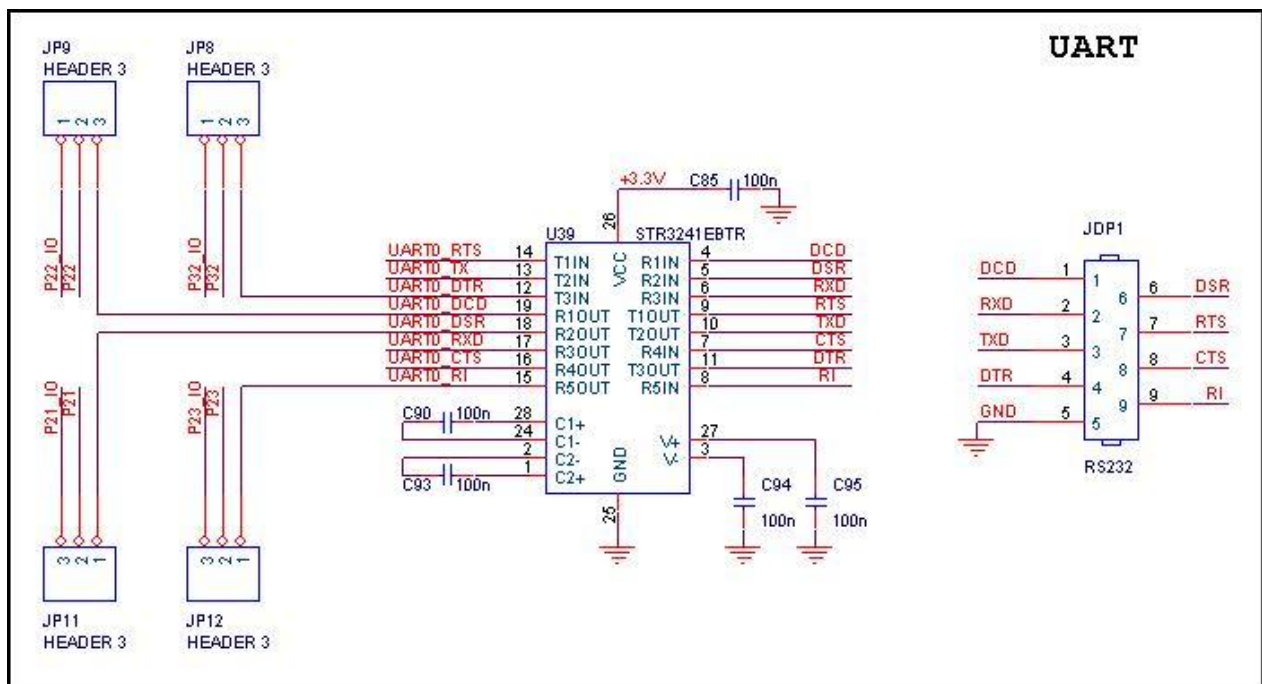 UART
JP9
HEADER 3
JP8
HEADER 3
1 2 3
1 2 3
P22_IO
P22
P32_IO
P32
+3.3V
C85
100n
26
U39
STR3241EBTR
VCC
UART0_RTS 14 T1IN
UART0_TX 13 T2IN
UART0_DTR 12 T3IN
UART0_DCD 19 R1OUT
UART0_DSR 18 R2OUT
UART0_RXD 17 R3OUT
UART0_CTS 16 R4OUT
UART0_RI 15 R5OUT
R1IN 4 DCD
R2IN 5 DSR
R3IN 6 RXD
T1OUT 9 RTS
T2OUT 10 TXD
R4IN 7 CTS
T3OUT 11 DTR
R5IN 8 RI
C90 100n
28 C1+
24 C1-
2 C2-
1 C2+
C93 100n
GND
25
V+ 27
V- 3
C94
100n
C95
100n
P21_IO
P21
P23_IO
P23
3 2 1
3 2 1
JP11
HEADER 3
JP12
HEADER 3
JDP1
DCD 1 1
RXD 2 2
TXD 3 3
DTR 4 4
GND 5 5
6 6 DSR
7 7 RTS
8 8 CTS
9 9 RI
RS232